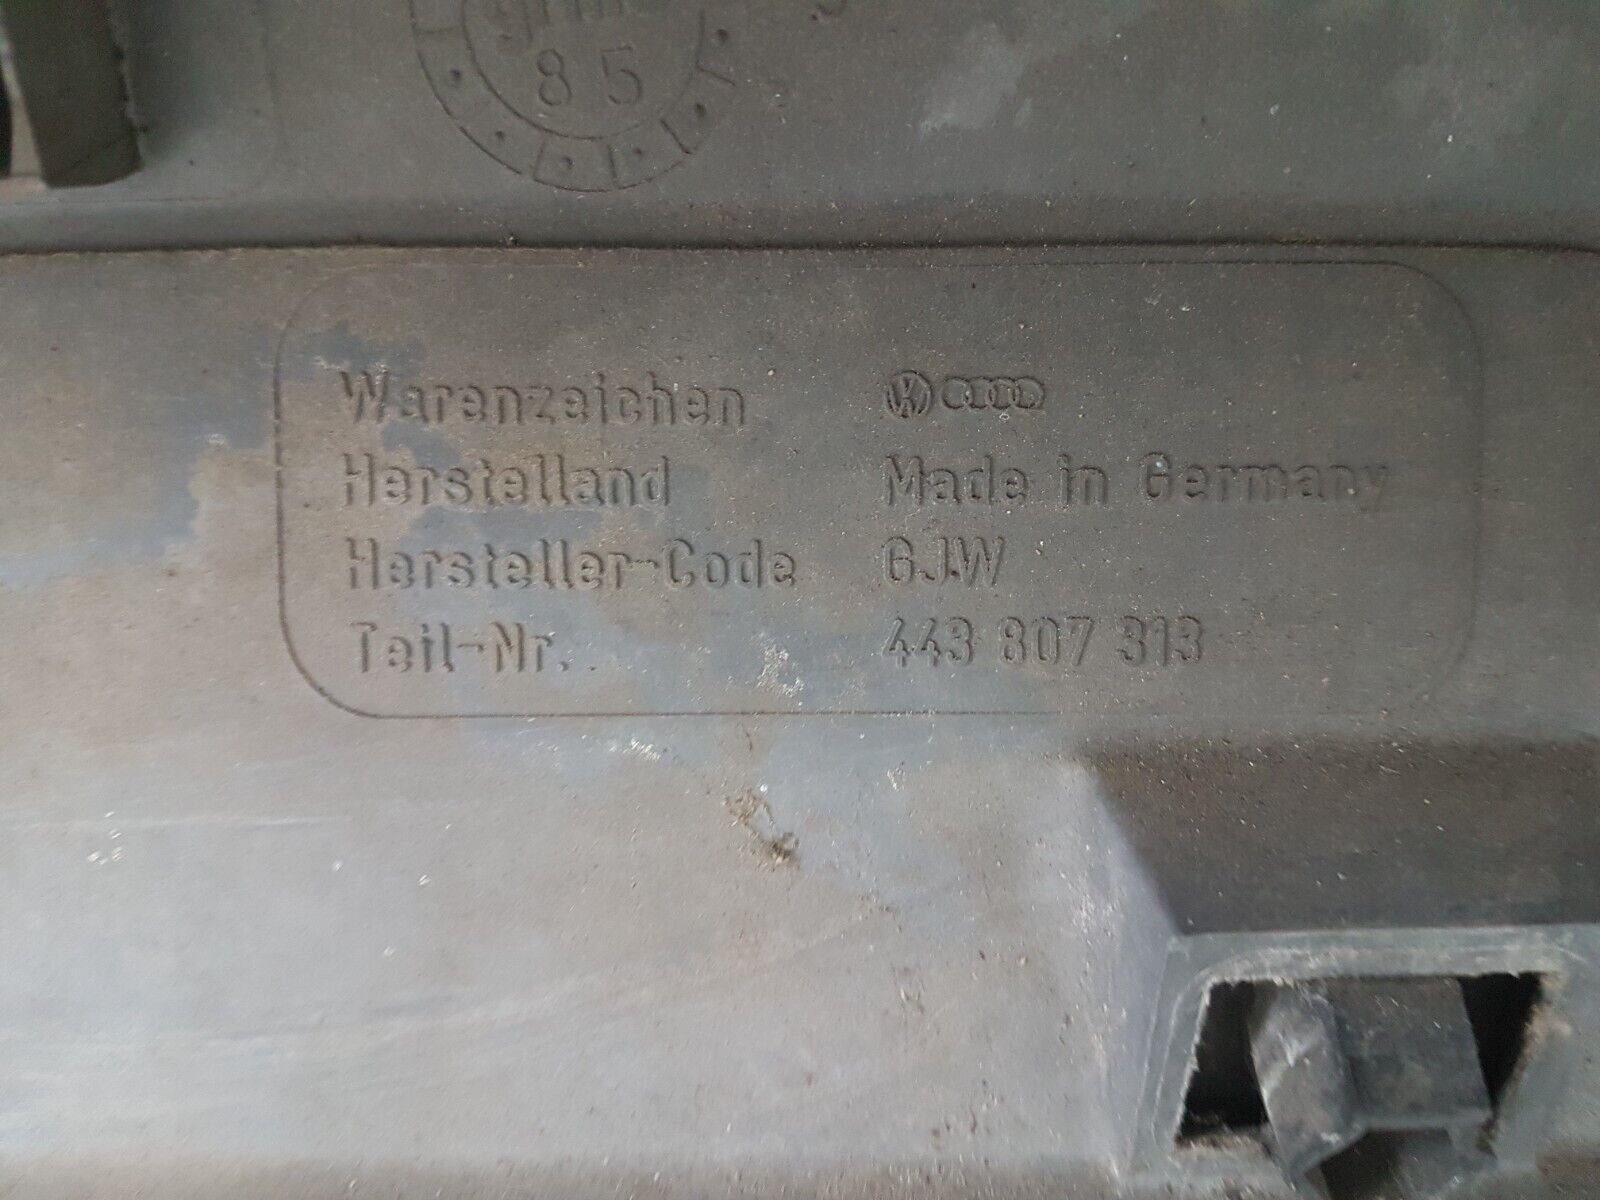 85
Warenzeichen
Herstelland Made in Germany
Hersteller-Code GJW
Teil-Nr. 443 807 313